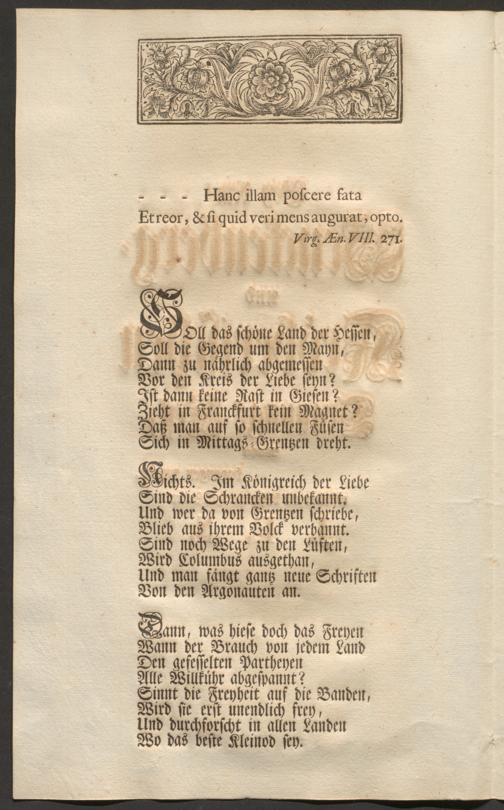 - - - Hanc illam poſcere fata
Et reor, & ſi quid veri mens augurat, opto.
Virg. Æn. VIII. 271.
SOll das ſchöne Land der Heſſen,
Soll die Gegend um den Mayn,
Dann zu nährlich abgemeſſen
Vor den Kreis der Liebe ſeyn?
Iſt dann keine Raſt in Gieſen?
Zieht in Franckfurt kein Magnet?
Daß man auf ſo ſchnellen Füſen
Sich in Mittags Grentzen dreht.
Nichts. Im Königreich der Liebe
Sind die Schrancken unbekannt.
Und wer da von Grentzen ſchriebe,
Blieb aus ihrem Volck verbannt.
Sind noch Wege zu den Lüften,
Wird Columbus ausgethan,
Und man fängt gantz neue Schriften
Von den Argonauten an.
Dann, was hieſe doch das Freyen
Wann der Brauch von jedem Land
Den gefeſſelten Partheyen
Alle Willkühr abgeſpannt?
Sinnt die Freyheit auf die Banden,
Wird ſie erſt unendlich frey,
Und durchforſcht in allen Landen
Wo das beſte Kleinod ſey.